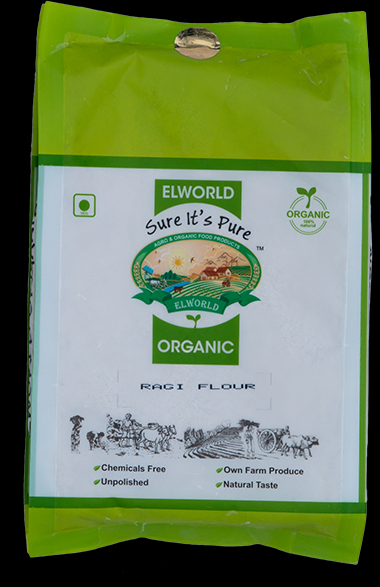 ELWORLD
Sure It's Pure
AGRO & ORGANIC FOOD PRODUCTS
TM
ELWORLD
ORGANIC
ORGANIC
100%
natural
RAGI FLOUR
Chemicals Free
Own Farm Produce
Unpolished
Natural Taste